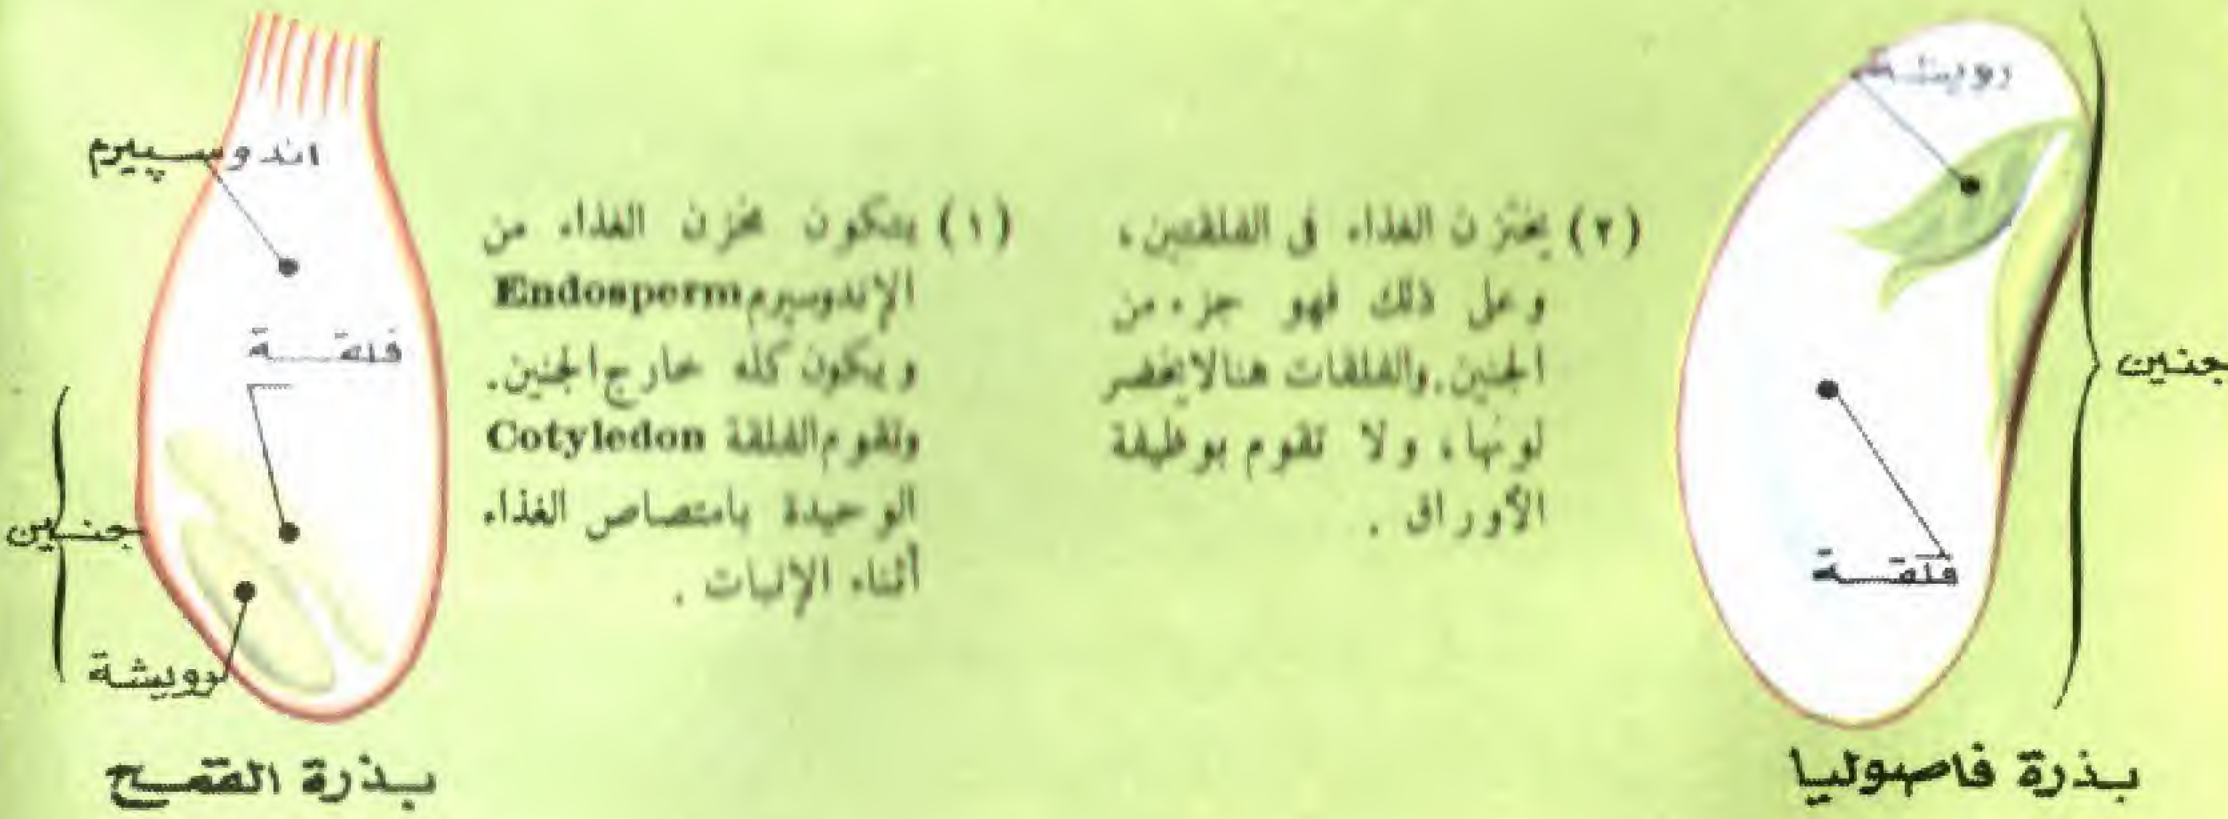 رويشة
(٢) يختزن الغذاء في الفلقتين ،
وعلى ذلك فهو جزء من
الجنين. والفلقات هنا لا يخضر
لونها ، ولا تقوم بوظيفة
الأوراق .
جنين
فلقة
بذرة فاصوليا
(١) يتكون مخزن الغذاء من
الإندوسپرم Endosperm
ويكون كله خارج الجنين.
وتقوم الفلقة Cotyledon
الوحيدة بامتصاص الغذاء
أثناء الإنبات .
اندوسپيرم
فلقة
جنين
رويشة
بذرة القمح